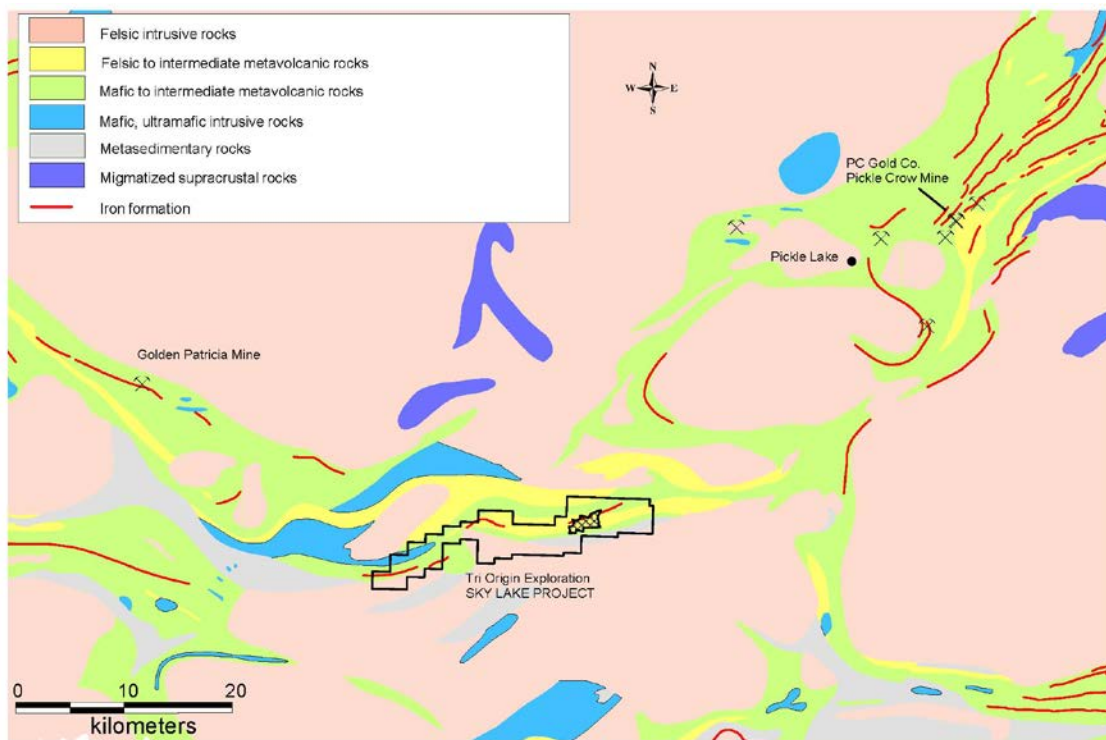 Felsic intrusive rocks
Felsic to intermediate metavolcanic rocks
Mafic to intermediate metavolcanic rocks
Mafic, ultramafic intrusive rocks
Metasedimentary rocks
Migmatized supracrustal rocks
Iron formation
N
W E
S
PC Gold Co.
Pickle Crow Mine
Pickle Lake
Golden Patricia Mine
Tri Origin Exploration
SKY LAKE PROJECT
0 10 20
kilometers